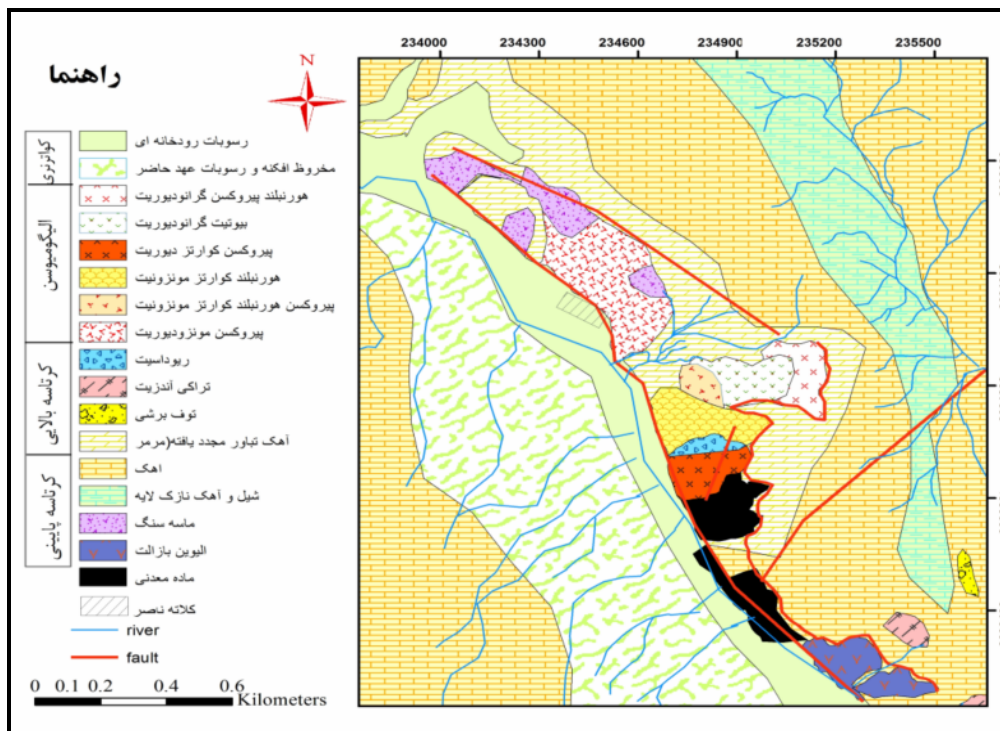 راهنما
N
234000 234300 234600 234900 235200 235500
کواترنری
رسوبات رودخانه ای
مخروط افکنه و رسوبات عهد حاضر
الیگومیوسن
هورنبلند پیروکسن گرانودیوریت
بیوتیت گرانودیوریت
پیروکسن کوارتز دیوریت
هورنبلند کوارتز مونزونیت
پیروکسن هورنبلند کوارتز مونزونیت
پیروکسن مونزودیوریت
کرتاسه بالایی
ریوداسیت
تراکی آندزیت
توف برشی
آهک تباور مجدد یافته(مرمر
کرتاسه پایینی
اهک
شیل و آهک نازک لایه
ماسه سنگ
الیوین بازالت
ماده معدنی
کلاته ناصر
river
fault
0 0.1 0.2 0.4 0.6
Kilometers